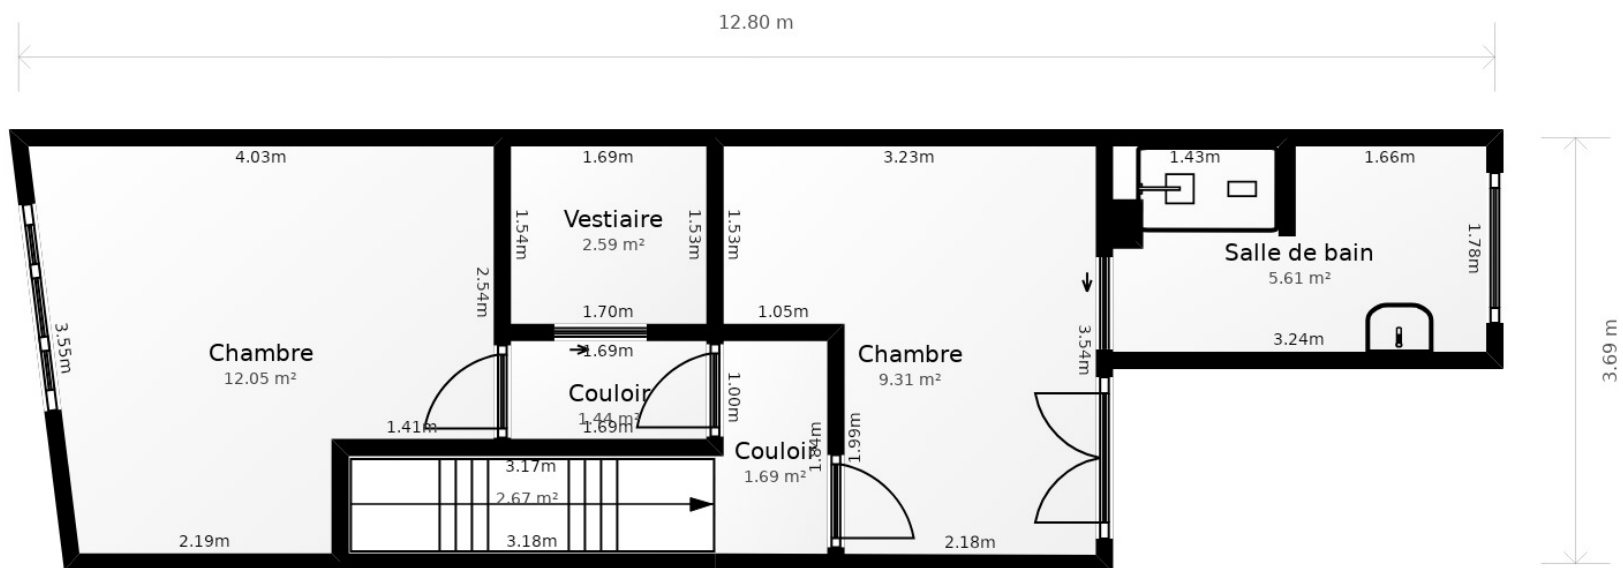 12.80 m
4.03m
1.69m
3.23m
1.43m
1.66m
Vestiaire
2.59 m²
1.54m
1.53m
1.53m
2.54m
1.78m
Salle de bain
5.61 m²
1.70m
1.05m
3.55m
Chambre
12.05 m²
1.69m
Chambre
9.31 m²
3.54m
3.24m
3.69 m
Couloir
1.44 m²
1.69m
1.00m
1.41m
Couloir
1.69 m²
1.84m
1.99m
3.17m
2.67 m²
3.18m
2.19m
2.18m